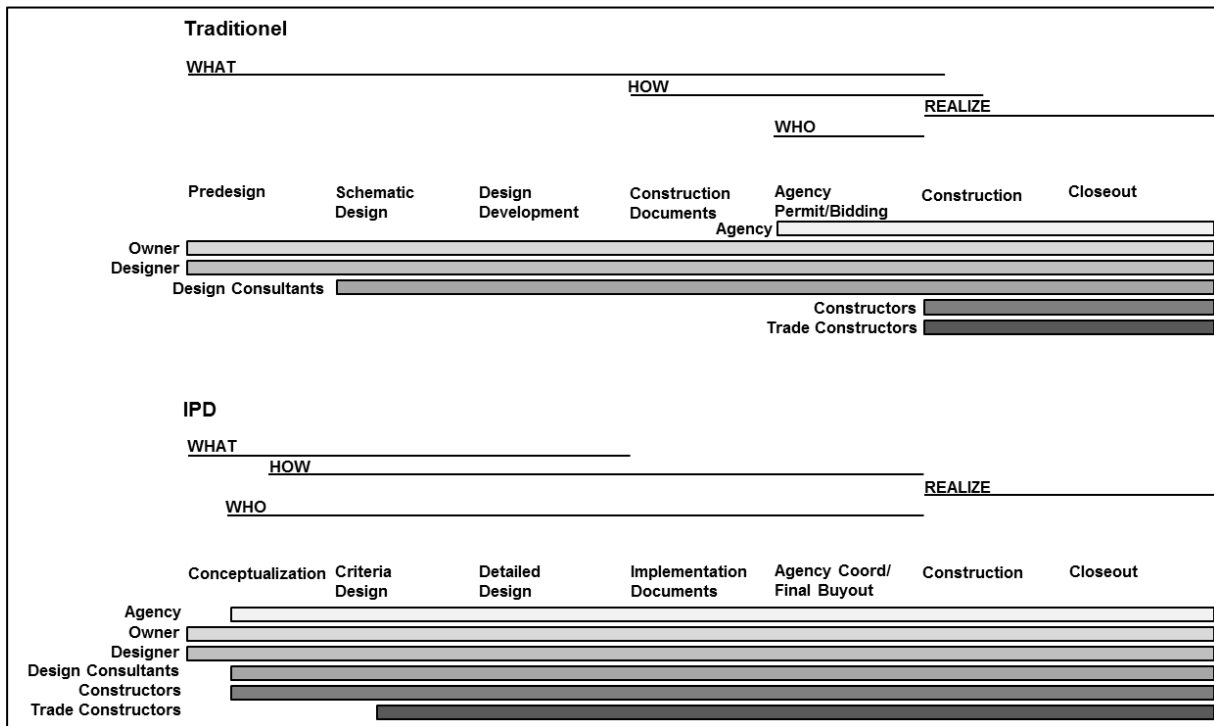 Traditionel
WHAT
HOW
REALIZE
WHO
Predesign
Schematic
Design
Design
Development
Construction
Documents
Agency
Permit/Bidding
Construction
Closeout
Agency
Owner
Designer
Design Consultants
Constructors
Trade Constructors
IPD
WHAT
HOW
REALIZE
WHO
Conceptualization
Criteria
Design
Detailed
Design
Implementation
Documents
Agency Coord/
Final Buyout
Construction
Closeout
Agency
Owner
Designer
Design Consultants
Constructors
Trade Constructors